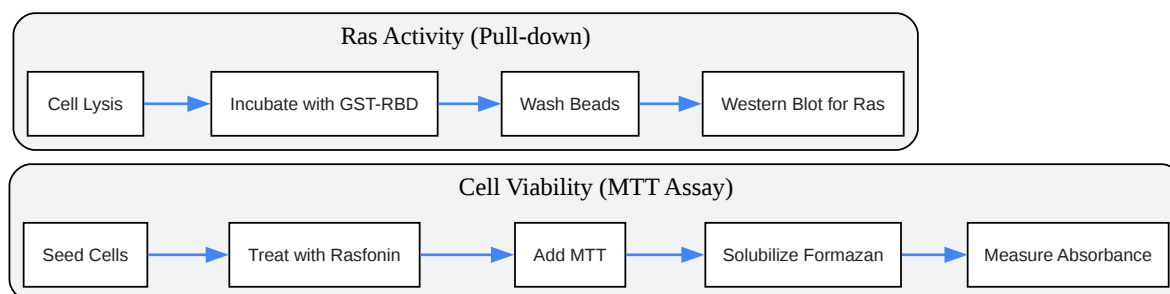 Ras Activity (Pull-down)
Cell Lysis
Incubate with GST-RBD
Wash Beads
Western Blot for Ras
Cell Viability (MTT Assay)
Seed Cells
Treat with Rasfonin
Add MTT
Solubilize Formazan
Measure Absorbance